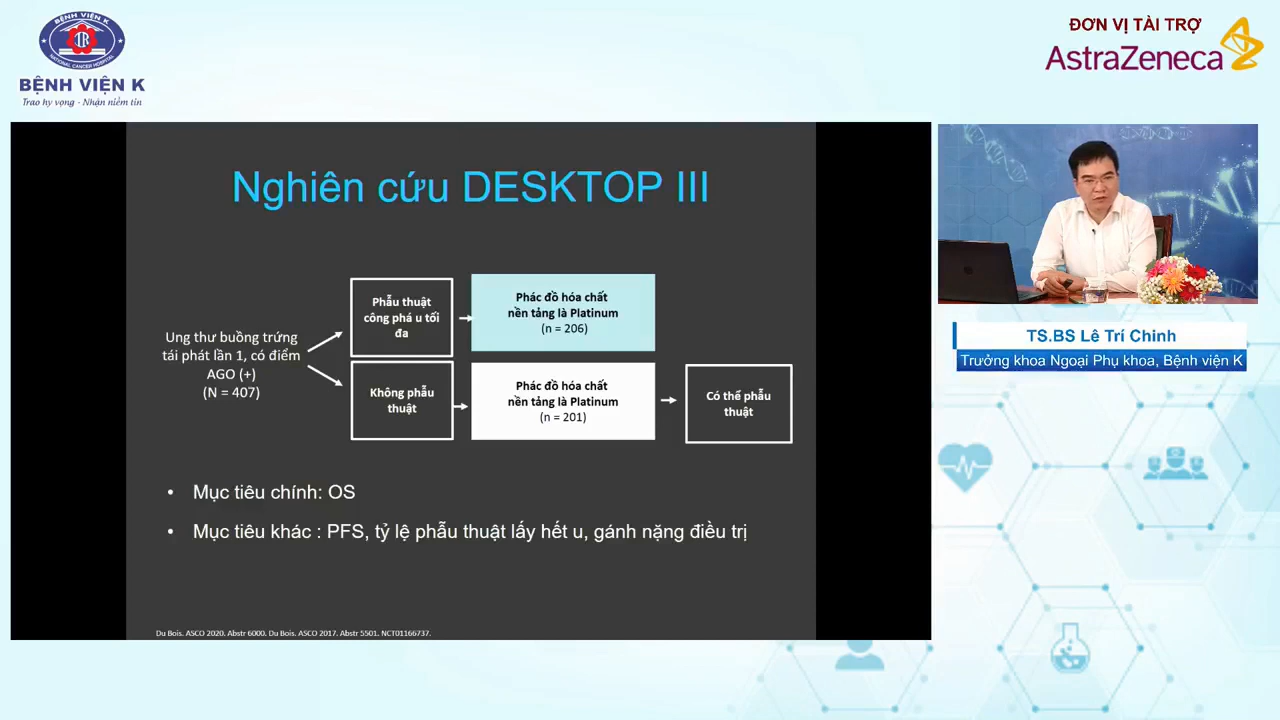 BỆNH VIỆN K
NATIONAL CANCER HOSPITAL
BỆNH VIỆN K
Trao hy vọng - Nhận niềm tin
ĐƠN VỊ TÀI TRỢ
AstraZeneca
Nghiên cứu DESKTOP III
Ung thư buồng trứng
tái phát lần 1, có điểm
AGO (+)
(N = 407)
Phẫu thuật
công phá u tối
đa
Phác đồ hóa chất
nền tảng là Platinum
(n = 206)
Không phẫu
thuật
Phác đồ hóa chất
nền tảng là Platinum
(n = 201)
Có thể phẫu
thuật
• Mục tiêu chính: OS
• Mục tiêu khác : PFS, tỷ lệ phẫu thuật lấy hết u, gánh nặng điều trị
Du Bois. ASCO 2020. Abstr 6000. Du Bois. ASCO 2017. Abstr 5501. NCT01166737.
TS.BS Lê Trí Chinh
Trưởng khoa Ngoại Phụ khoa, Bệnh viện K